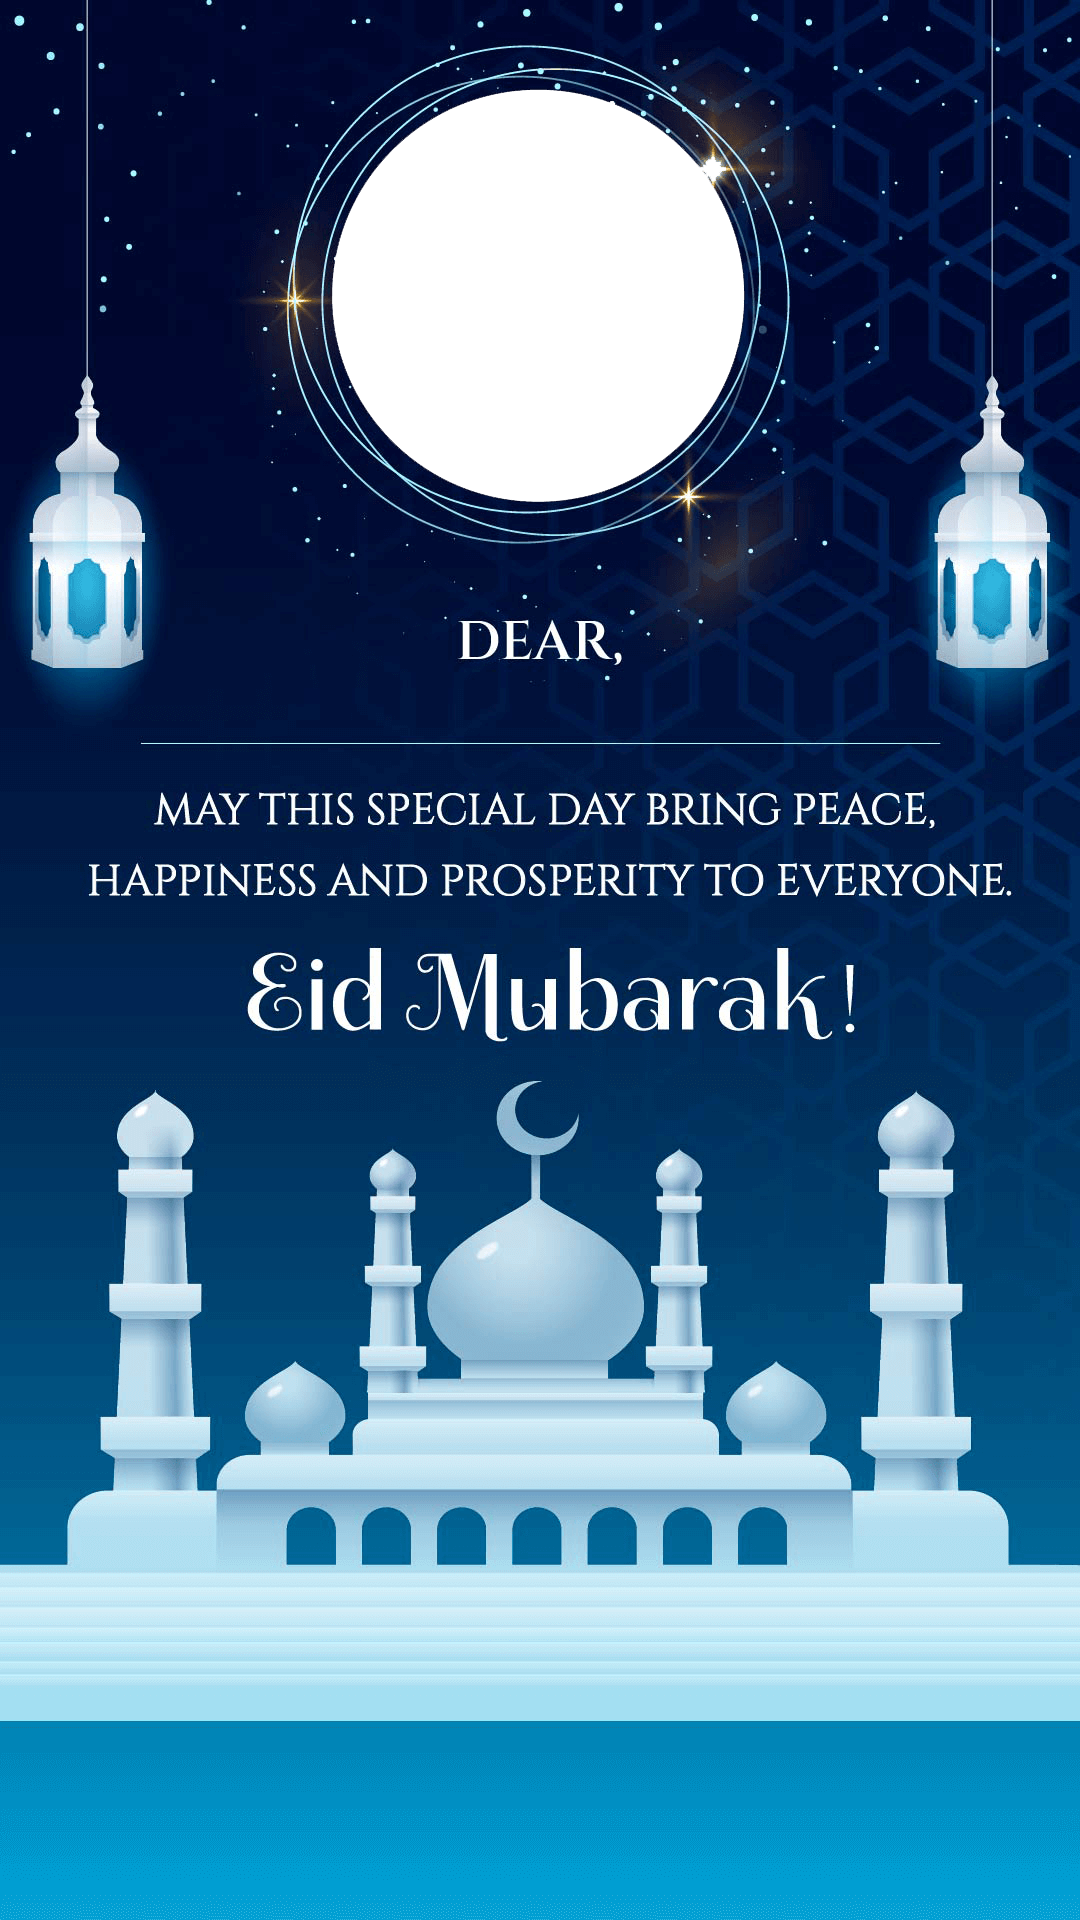 DEAR,
MAY THIS SPECIAL DAY BRING PEACE,
HAPPINESS AND PROSPERITY TO EVERYONE.
Eid Mubarak!